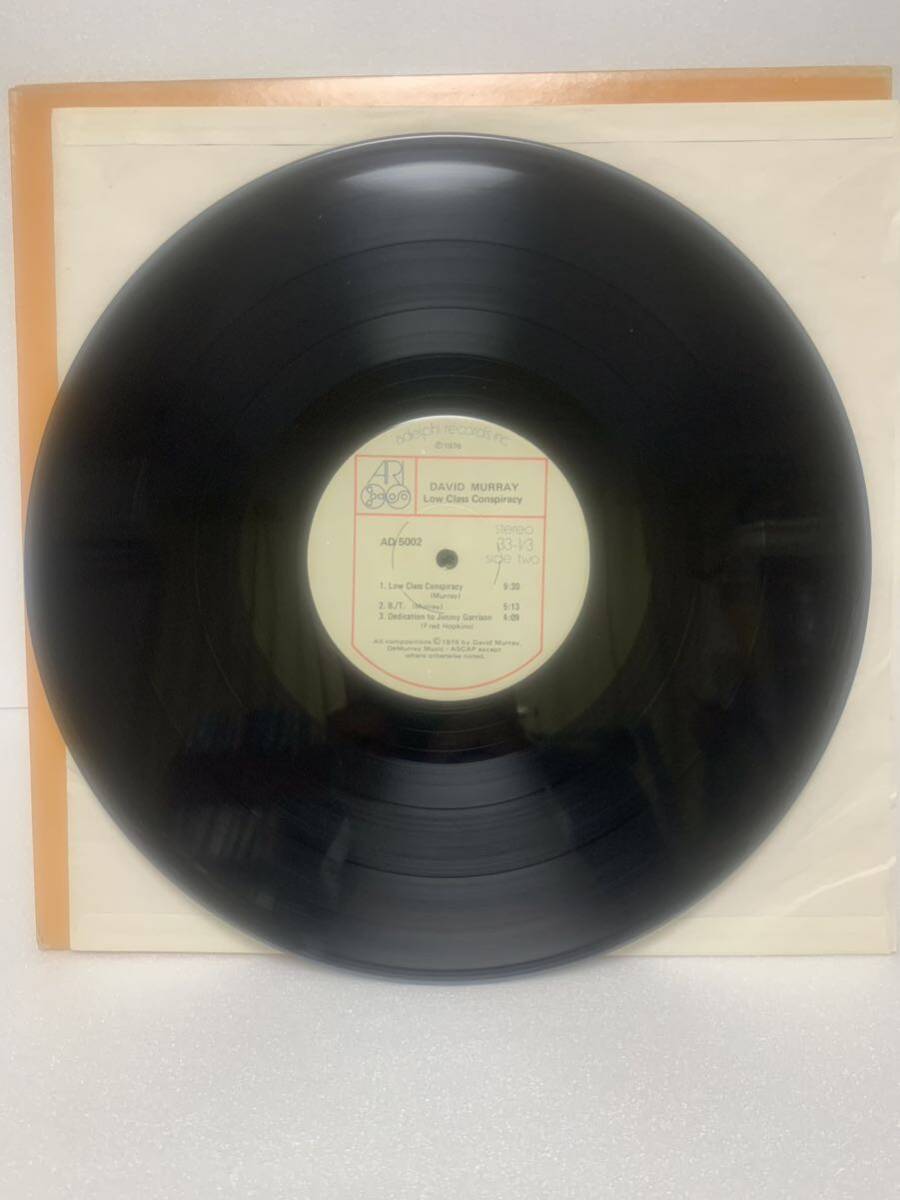 adelphi records inc
©1976
ARI
DAVID MURRAY
Low Class Conspiracy
stereo
AD 5002
33-1/3
side two
1. Low Class Conspiracy 9:30
(Murray)
2. B./T. (Murray) 5:13
3. Dedication to Jimmy Garrison 6:09
(Fred Hopkins)
All compositions © 1976 by David Murray,
DeMurray Music - ASCAP except
where otherwise noted.